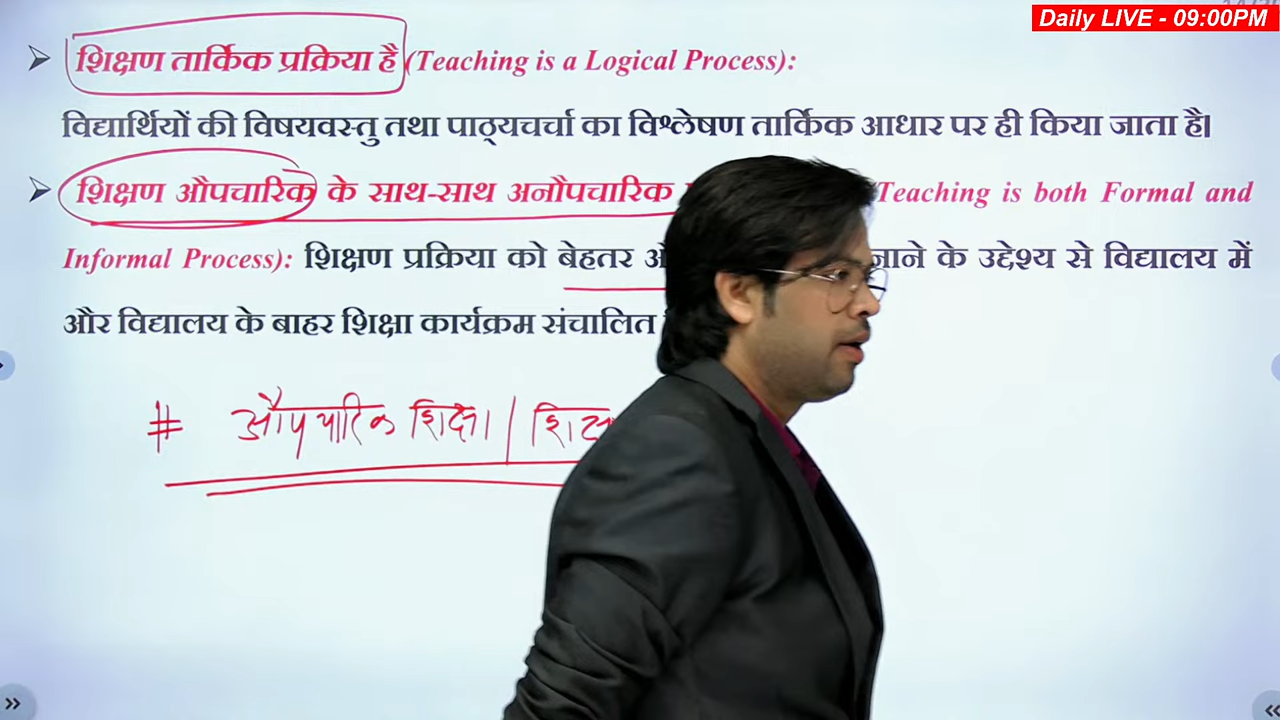 Daily LIVE - 09:00PM
शिक्षण तार्किक प्रक्रिया है (Teaching is a Logical Process):
विद्यार्थियों की विषयवस्तु तथा पाठ्यचर्चा का विश्लेषण तार्किक आधार पर ही किया जाता है।
शिक्षण औपचारिक के साथ-साथ अनौपचारिक Teaching is both Formal and
Informal Process): शिक्षण प्रक्रिया को बेहतर के उद्देश्य से विद्यालय में
और विद्यालय के बाहर शिक्षा कार्यक्रम संचालित
# औपचारिक शिक्षा |